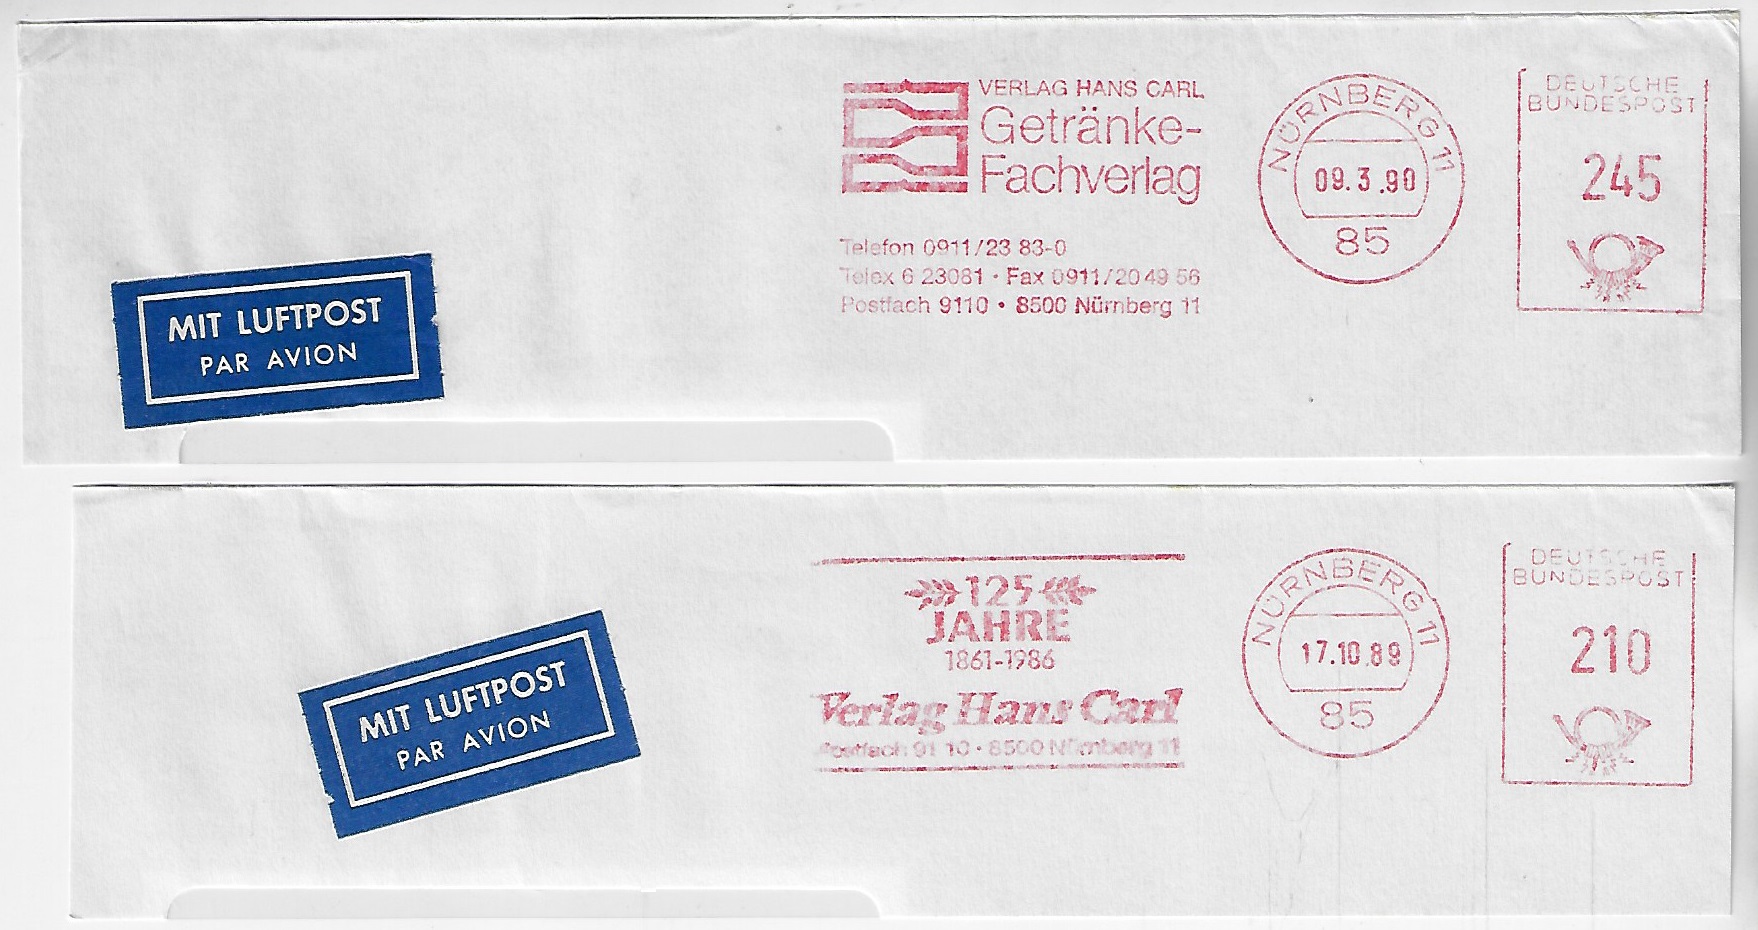 VERLAG HANS CARL
Getränke-
Fachverlag
Telefon 0911/23 83-0
Telex 6 23081 · Fax 0911/20 49 56
Postfach 9110 · 8500 Nürnberg 11
NÜRNBERG 11
09.3.90
85
DEUTSCHE
BUNDESPOST
245
MIT LUFTPOST
PAR AVION
125
JAHRE
1861-1986
Verlag Hans Carl
Postfach 91 10 · 8500 Nürnberg 11
NÜRNBERG 11
17.10.89
85
DEUTSCHE
BUNDESPOST
210
MIT LUFTPOST
PAR AVION